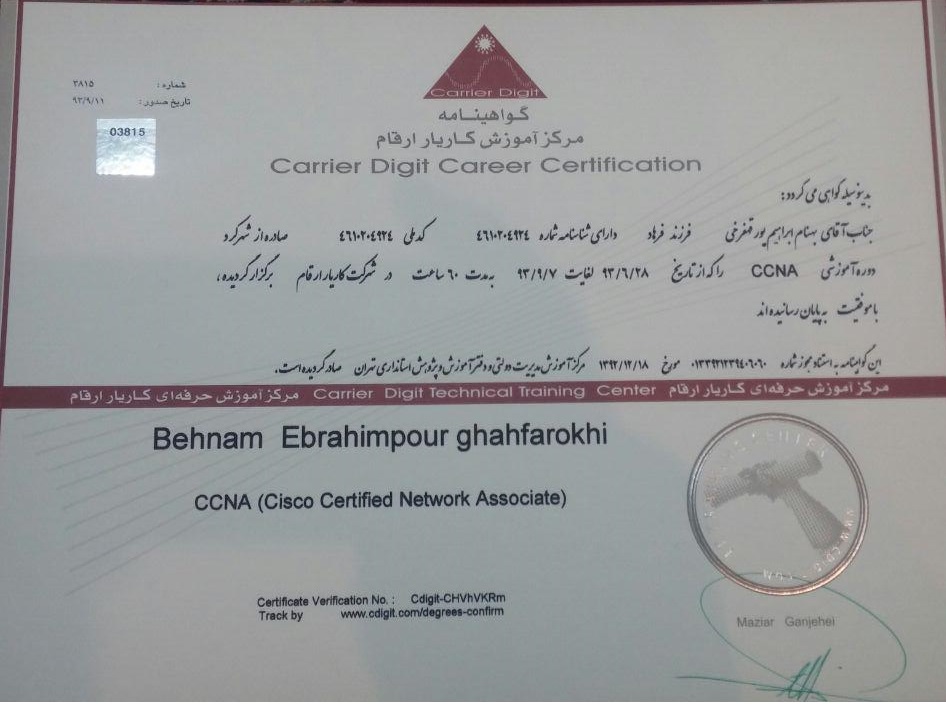 Carrier Digit
شماره : ۳۸۱۵
تاریخ صدور : ۹۳/۹/۱۱
03815
گواهینامه
مرکز آموزش کاریار ارقام
Carrier Digit Career Certification
بدینوسیله گواهی می گردد:
جناب آقای بهنام ابراهیم پور قهفرخی فرزند فرهاد دارای شناسنامه شماره ۴۶۱۰۲۰۴۹۲۴ کدملی ۴۶۱۰۲۰۴۹۲۴ صادره از شهرکرد
دوره آموزشی CCNA را که از تاریخ ۹۳/۶/۲۸ لغایت ۹۳/۹/۷ به مدت ۶۰ ساعت در شرکت کاریار ارقام برگزار گردیده،
با موفقیت به پایان رسانیده اند
این گواهینامه به استناد مجوز شماره مورخ ۱۳۹۲/۱۲/۱۸ مرکز آموزش مدیریت دولتی و دفتر آموزش و پژوهش استانداری تهران صادر گردیده است.
مرکز آموزش حرفه‌ای کاریار ارقام Carrier Digit Technical Training Center مرکز آموزش حرفه‌ای کاریار ارقام
Behnam Ebrahimpour ghahfarokhi
CCNA (Cisco Certified Network Associate)
Certificate Verification No. : Cdigit-CHVhVKRm
Track by www.cdigit.com/degrees-confirm
Maziar Ganjehei